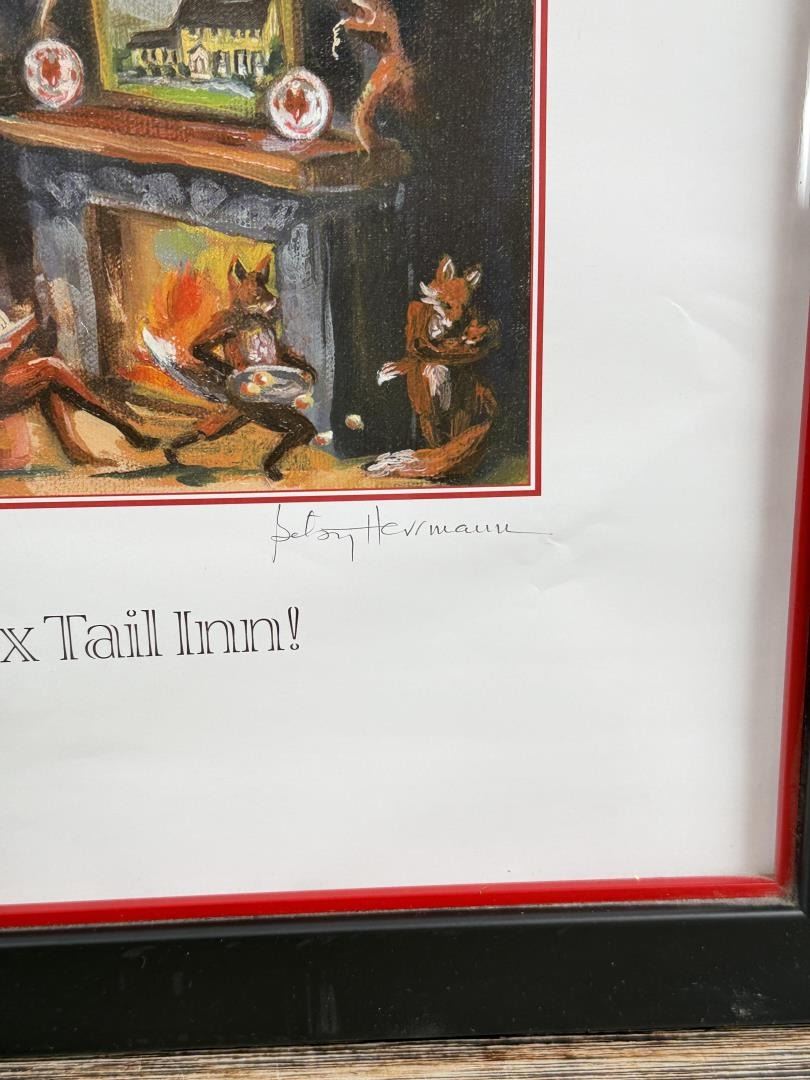 Betsy Herrmann
x Tail Inn!